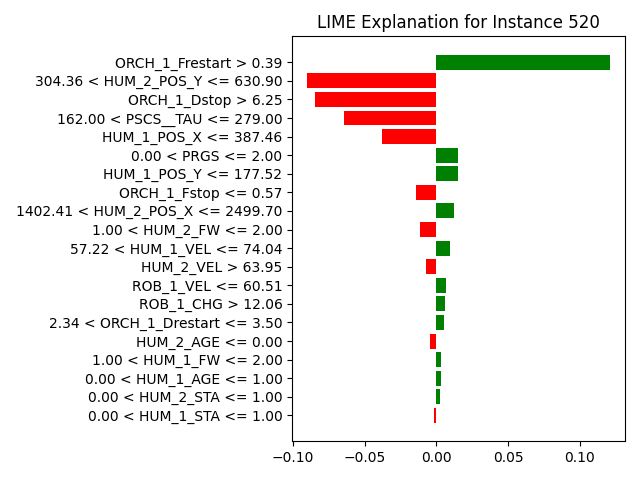 LIME Explanation for Instance 520
ORCH_1_Frestart > 0.39
304.36 < HUM_2_POS_Y <= 630.90
ORCH_1_Dstop > 6.25
162.00 < PSCS__TAU <= 279.00
HUM_1_POS_X <= 387.46
0.00 < PRGS <= 2.00
HUM_1_POS_Y <= 177.52
ORCH_1_Fstop <= 0.57
1402.41 < HUM_2_POS_X <= 2499.70
1.00 < HUM_2_FW <= 2.00
57.22 < HUM_1_VEL <= 74.04
HUM_2_VEL > 63.95
ROB_1_VEL <= 60.51
ROB_1_CHG > 12.06
2.34 < ORCH_1_Drestart <= 3.50
HUM_2_AGE <= 0.00
1.00 < HUM_1_FW <= 2.00
0.00 < HUM_1_AGE <= 1.00
0.00 < HUM_2_STA <= 1.00
0.00 < HUM_1_STA <= 1.00
−0.10 −0.05 0.00 0.05 0.10